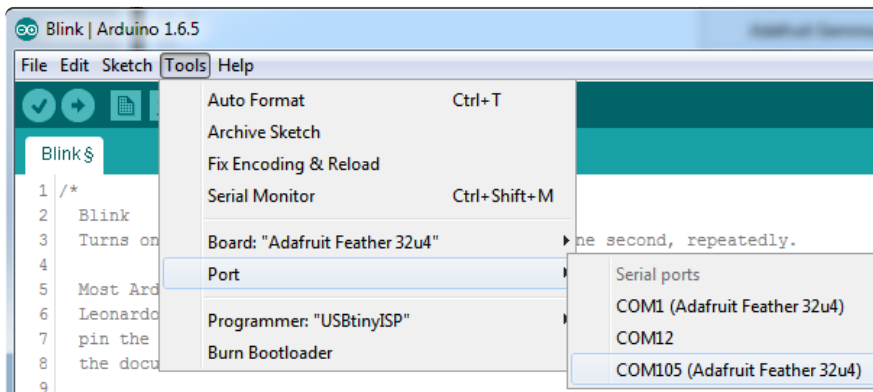 Blink | Arduino 1.6.5
File Edit Sketch Tools Help
Auto Format Ctrl+T
Archive Sketch
Fix Encoding & Reload
Serial Monitor Ctrl+Shift+M
Board: "Adafruit Feather 32u4"
Port
Programmer: "USBtinyISP"
Burn Bootloader
Serial ports
COM1 (Adafruit Feather 32u4)
COM12
COM105 (Adafruit Feather 32u4)
Blink§
1 /*
2 Blink
3 Turns on ne second, repeatedly.
4
5 Most Ard
6 Leonardo
7 pin the
8 the docu
9